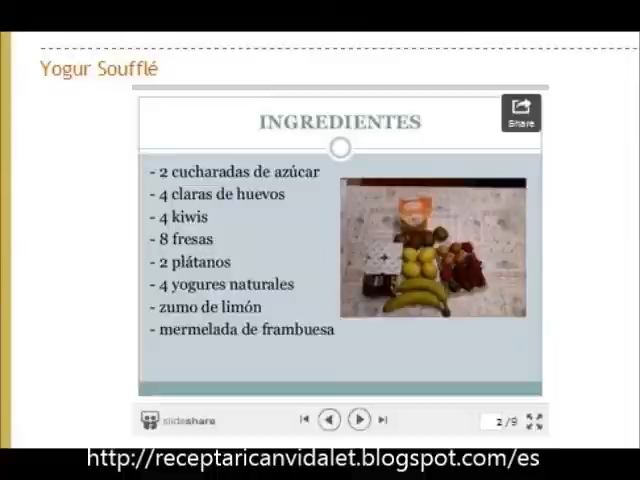 Yogur Soufflé
INGREDIENTES
Share
- 2 cucharadas de azúcar
- 4 claras de huevos
- 4 kiwis
- 8 fresas
- 2 plátanos
- 4 yogures naturales
- zumo de limón
- mermelada de frambuesa
slideshare
2 /9
http://receptaricanvidalet.blogspot.com/es